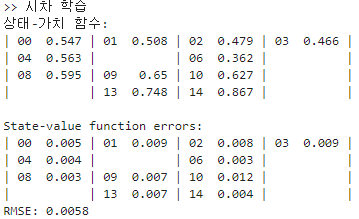 >> 시차 학습
상태-가치 함수:
| 00 0.547 | 01 0.508 | 02 0.479 | 03 0.466 |
| 04 0.563 | | 06 0.362 | |
| 08 0.595 | 09 0.65 | 10 0.627 | |
| | 13 0.748 | 14 0.867 | |
State-value function errors:
| 00 0.005 | 01 0.009 | 02 0.008 | 03 0.009 |
| 04 0.004 | | 06 0.003 | |
| 08 0.003 | 09 0.007 | 10 0.012 | |
| | 13 0.007 | 14 0.004 | |
RMSE: 0.0058